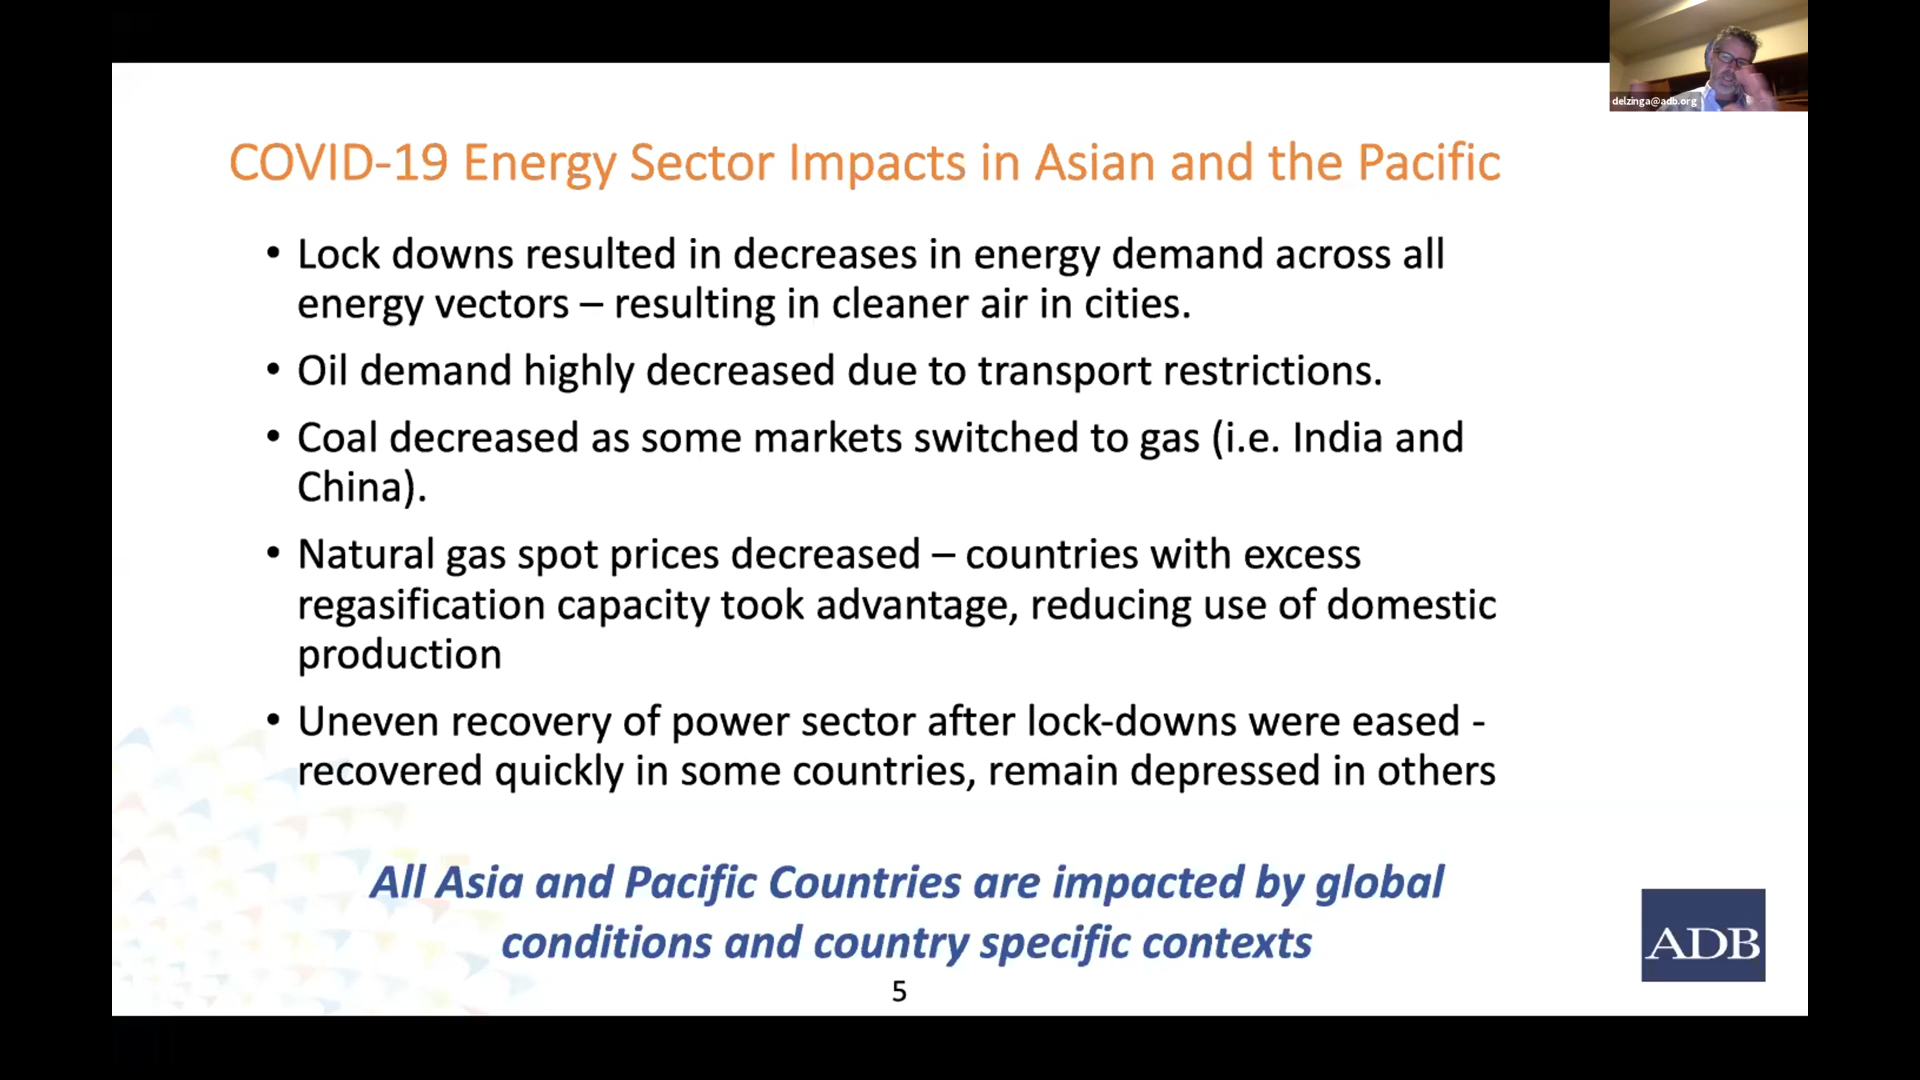 delzinga@adb.org
COVID-19 Energy Sector Impacts in Asian and the Pacific
• Lock downs resulted in decreases in energy demand across all
energy vectors – resulting in cleaner air in cities.
• Oil demand highly decreased due to transport restrictions.
• Coal decreased as some markets switched to gas (i.e. India and
China).
• Natural gas spot prices decreased – countries with excess
regasification capacity took advantage, reducing use of domestic
production
• Uneven recovery of power sector after lock-downs were eased -
recovered quickly in some countries, remain depressed in others
All Asia and Pacific Countries are impacted by global
conditions and country specific contexts
ADB
5